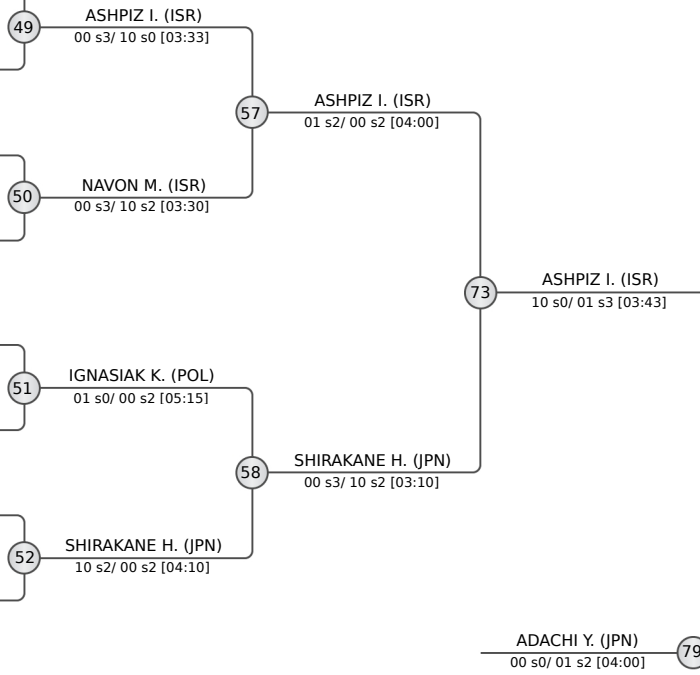 49
ASHPIZ I. (ISR)
00 s3/ 10 s0 [03:33]
57
ASHPIZ I. (ISR)
01 s2/ 00 s2 [04:00]
50
NAVON M. (ISR)
00 s3/ 10 s2 [03:30]
73
ASHPIZ I. (ISR)
10 s0/ 01 s3 [03:43]
51
IGNASIAK K. (POL)
01 s0/ 00 s2 [05:15]
58
SHIRAKANE H. (JPN)
00 s3/ 10 s2 [03:10]
52
SHIRAKANE H. (JPN)
10 s2/ 00 s2 [04:10]
ADACHI Y. (JPN)
00 s0/ 01 s2 [04:00]
79